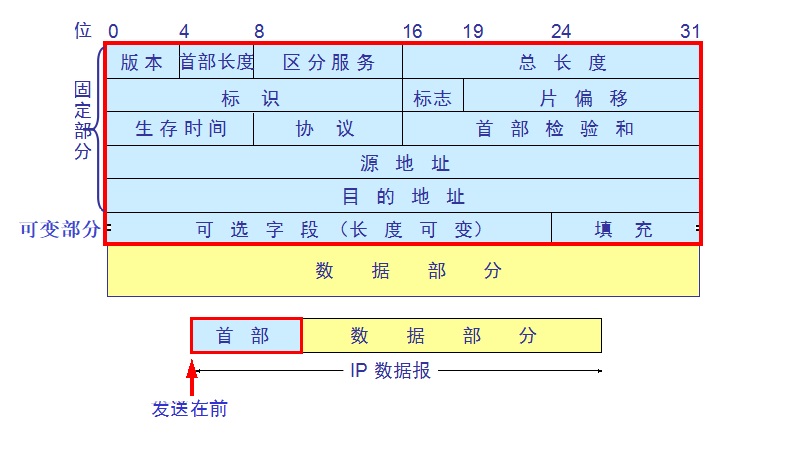 位 0 4 8 16 19 24 31
版本 首部长度 区分服务 总长度
固定部分
标识 标志 片偏移
生存时间 协议 首部检验和
源地址
目的地址
可变部分 可选字段（长度可变） 填充
数据部分
首部 数据部分
IP 数据报
发送在前